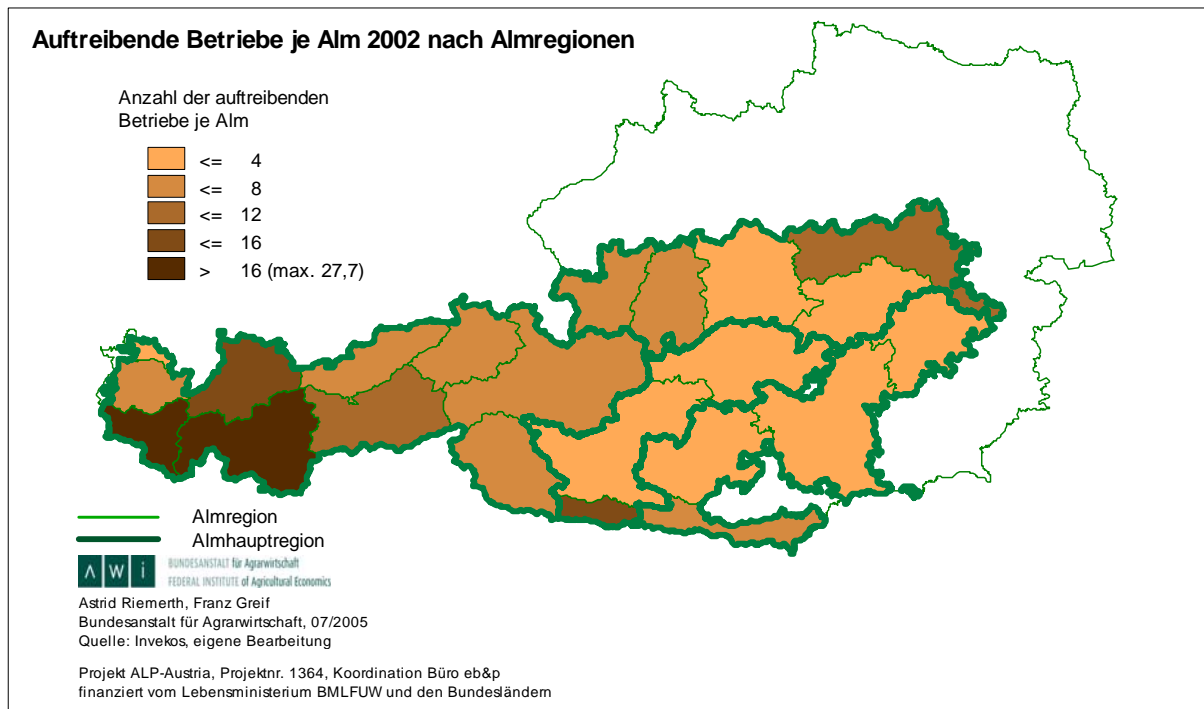 Auftreibende Betriebe je Alm 2002 nach Almregionen
Anzahl der auftreibenden
Betriebe je Alm
<= 4
<= 8
<= 12
<= 16
> 16 (max. 27,7)
Almregion
Almhauptregion
AWI BUNDESANSTALT für Agrarwirtschaft
FEDERAL INSTITUTE of Agricultural Economics
Astrid Riemerth, Franz Greif
Bundesanstalt für Agrarwirtschaft, 07/2005
Quelle: Invekos, eigene Bearbeitung
Projekt ALP-Austria, Projektnr. 1364, Koordination Büro eb&p
finanziert vom Lebensministerium BMLFUW und den Bundesländern